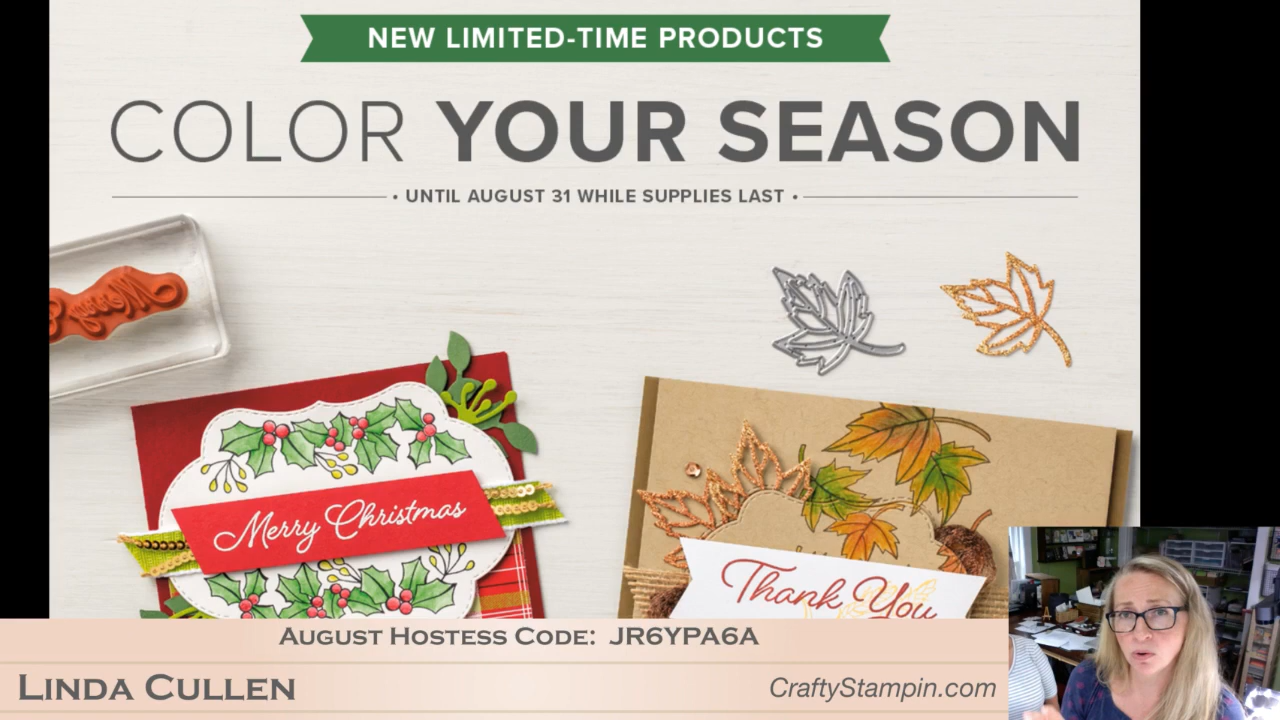 NEW LIMITED-TIME PRODUCTS
COLOR YOUR SEASON
• UNTIL AUGUST 31 WHILE SUPPLIES LAST •
Merry
Merry Christmas
Thank You
AUGUST HOSTESS CODE: JR6YPA6A
LINDA CULLEN
CraftyStampin.com